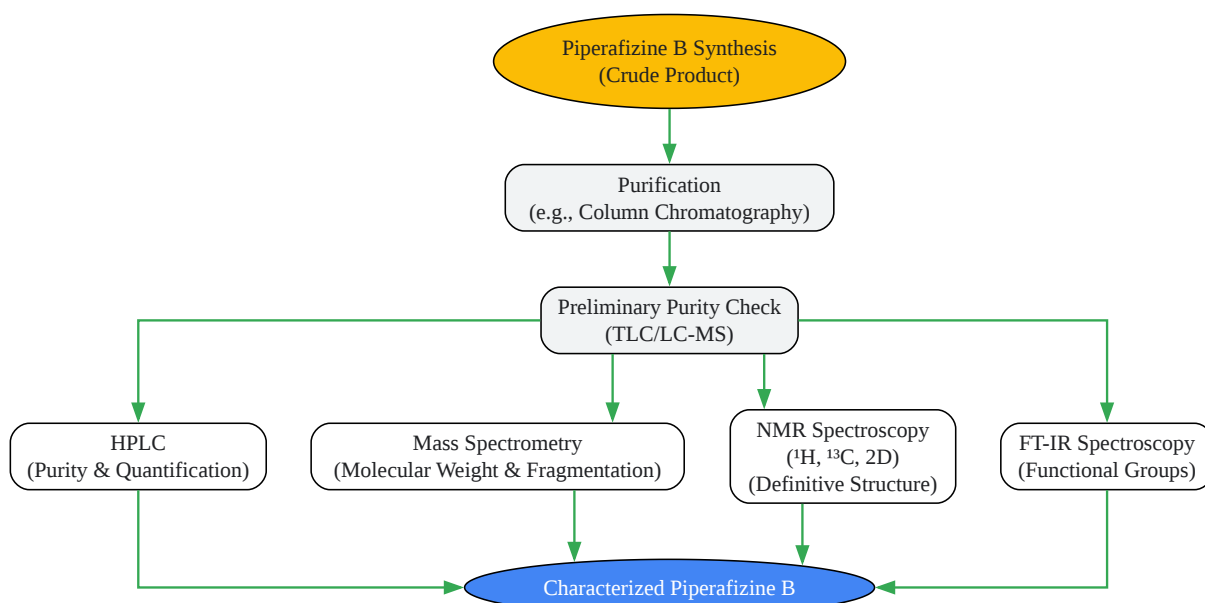 Piperafizine B Synthesis
(Crude Product)
Purification
(e.g., Column Chromatography)
Preliminary Purity Check
(TLC/LC-MS)
HPLC
(Purity & Quantification)
Mass Spectrometry
(Molecular Weight & Fragmentation)
NMR Spectroscopy
(¹H, ¹³C, 2D)
(Definitive Structure)
FT-IR Spectroscopy
(Functional Groups)
Characterized Piperafizine B